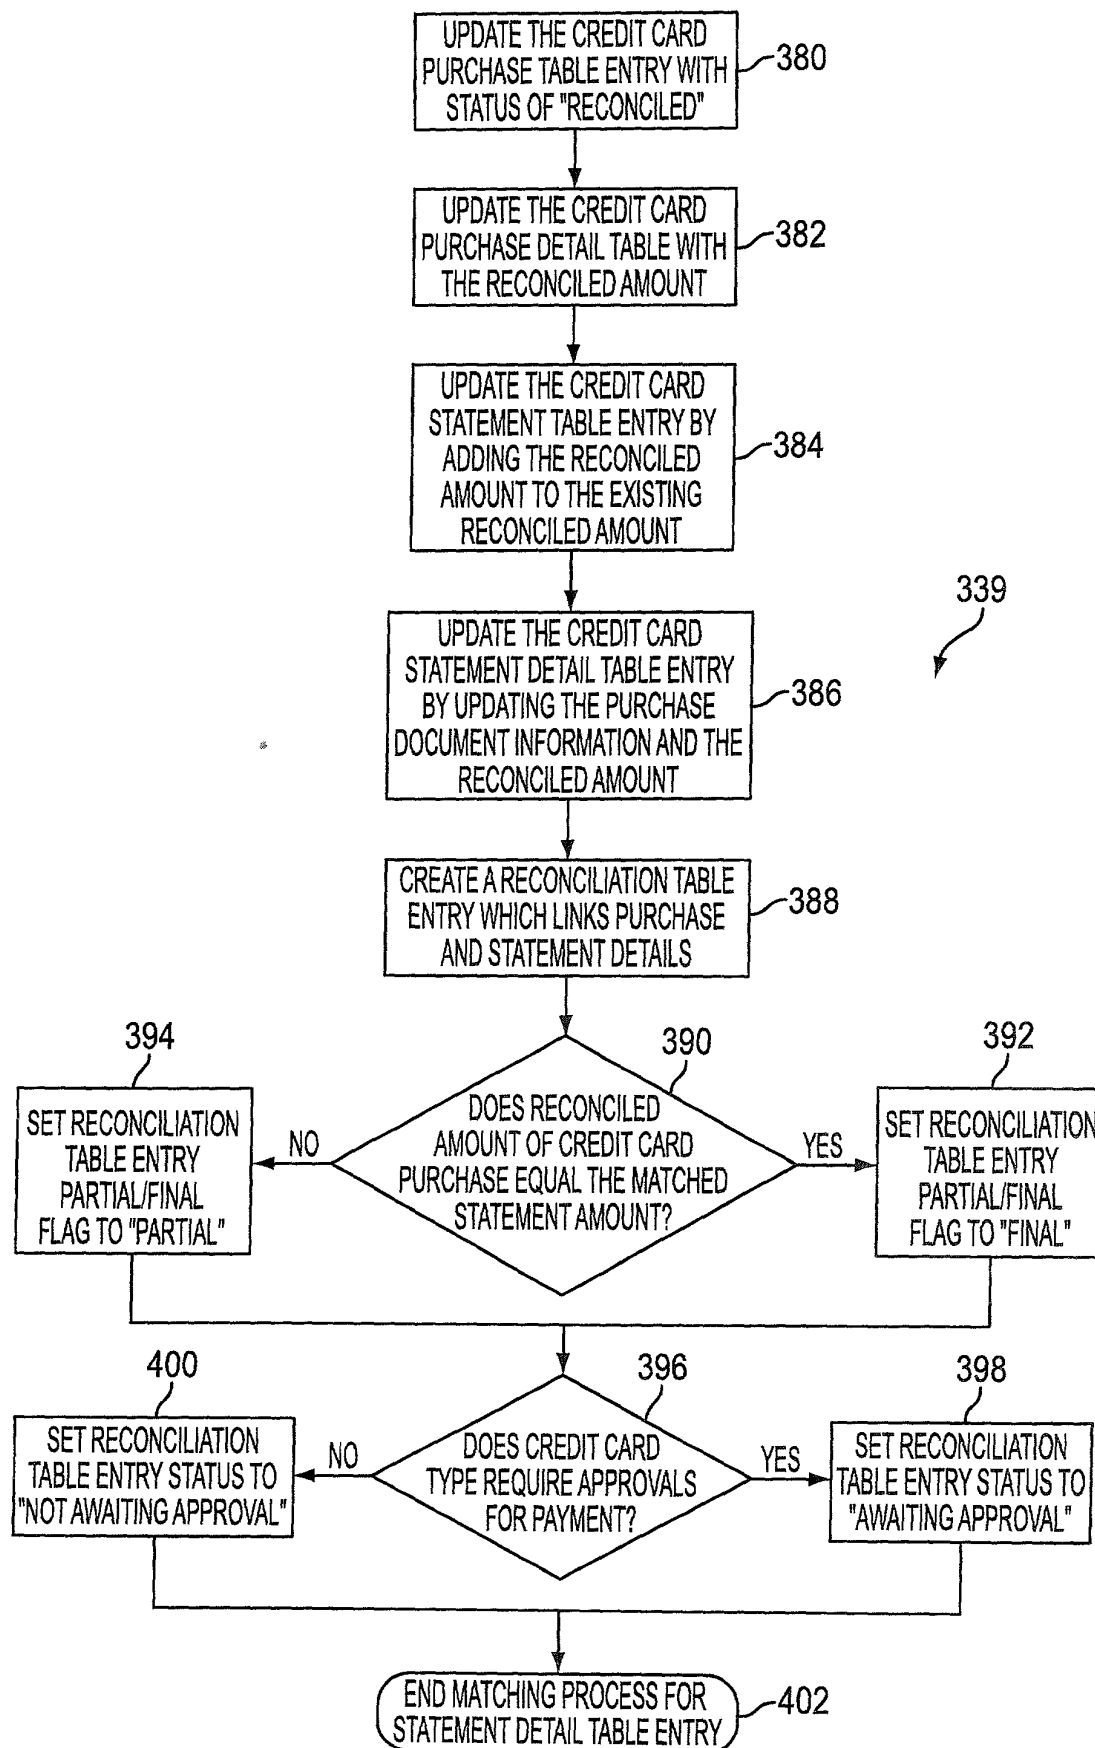 UPDATE THE CREDIT CARD
PURCHASE TABLE ENTRY WITH
STATUS OF "RECONCILED"
380
UPDATE THE CREDIT CARD
PURCHASE DETAIL TABLE WITH
THE RECONCILED AMOUNT
382
UPDATE THE CREDIT CARD
STATEMENT TABLE ENTRY BY
ADDING THE RECONCILED
AMOUNT TO THE EXISTING
RECONCILED AMOUNT
384
339
UPDATE THE CREDIT CARD
STATEMENT DETAIL TABLE ENTRY
BY UPDATING THE PURCHASE
DOCUMENT INFORMATION AND THE
RECONCILED AMOUNT
386
CREATE A RECONCILIATION TABLE
ENTRY WHICH LINKS PURCHASE
AND STATEMENT DETAILS
388
394
SET RECONCILIATION
TABLE ENTRY
PARTIAL/FINAL
FLAG TO "PARTIAL"
NO
390
DOES RECONCILED
AMOUNT OF CREDIT CARD
PURCHASE EQUAL THE MATCHED
STATEMENT AMOUNT?
YES
392
SET RECONCILIATION
TABLE ENTRY
PARTIAL/FINAL
FLAG TO "FINAL"
400
SET RECONCILIATION
TABLE ENTRY STATUS TO
"NOT AWAITING APPROVAL"
NO
396
DOES CREDIT CARD
TYPE REQUIRE APPROVALS
FOR PAYMENT?
YES
398
SET RECONCILIATION
TABLE ENTRY STATUS TO
"AWAITING APPROVAL"
END MATCHING PROCESS FOR
STATEMENT DETAIL TABLE ENTRY
402